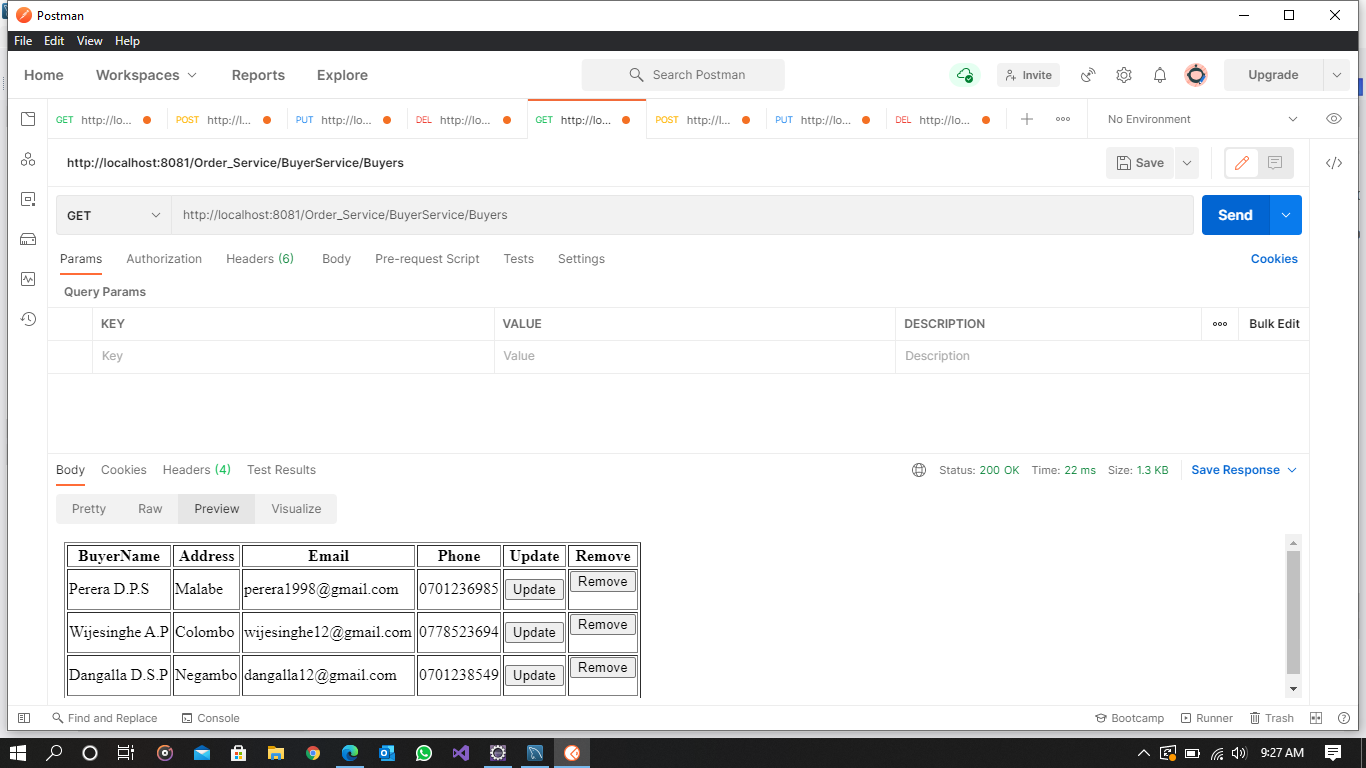 Postman
File Edit View Help
Home Workspaces Reports Explore Search Postman Invite Upgrade
GET http://lo... POST http://l... PUT http://lo... DEL http://lo... GET http://lo... POST http://l... PUT http://lo... DEL http://lo... No Environment
http://localhost:8081/Order_Service/BuyerService/Buyers Save
GET http://localhost:8081/Order_Service/BuyerService/Buyers Send
Params Authorization Headers (6) Body Pre-request Script Tests Settings Cookies
Query Params
KEY VALUE DESCRIPTION Bulk Edit
Key Value Description
Body Cookies Headers (4) Test Results Status: 200 OK Time: 22 ms Size: 1.3 KB Save Response
Pretty Raw Preview Visualize
BuyerName Address Email Phone Update Remove
Perera D.P.S Malabe perera1998@gmail.com 0701236985 Update Remove
Wijesinghe A.P Colombo wijesinghe12@gmail.com 0778523694 Update Remove
Dangalla D.S.P Negambo dangalla12@gmail.com 0701238549 Update Remove
Find and Replace Console Bootcamp Runner Trash
9:27 AM